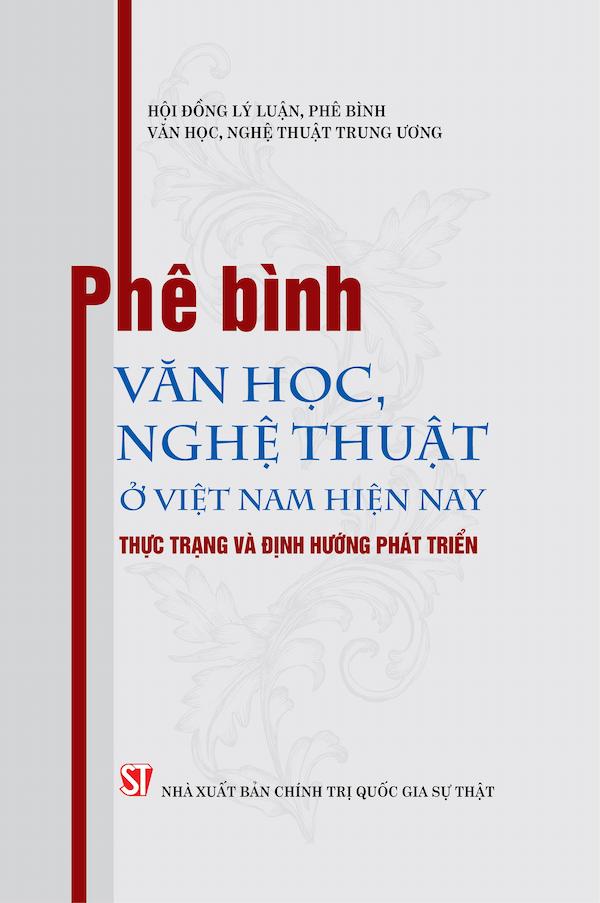 HỘI ĐỒNG LÝ LUẬN, PHÊ BÌNH
VĂN HỌC, NGHỆ THUẬT TRUNG ƯƠNG
Phê bình
VĂN HỌC,
NGHỆ THUẬT
Ở VIỆT NAM HIỆN NAY
THỰC TRẠNG VÀ ĐỊNH HƯỚNG PHÁT TRIỂN
ST
NHÀ XUẤT BẢN CHÍNH TRỊ QUỐC GIA SỰ THẬT